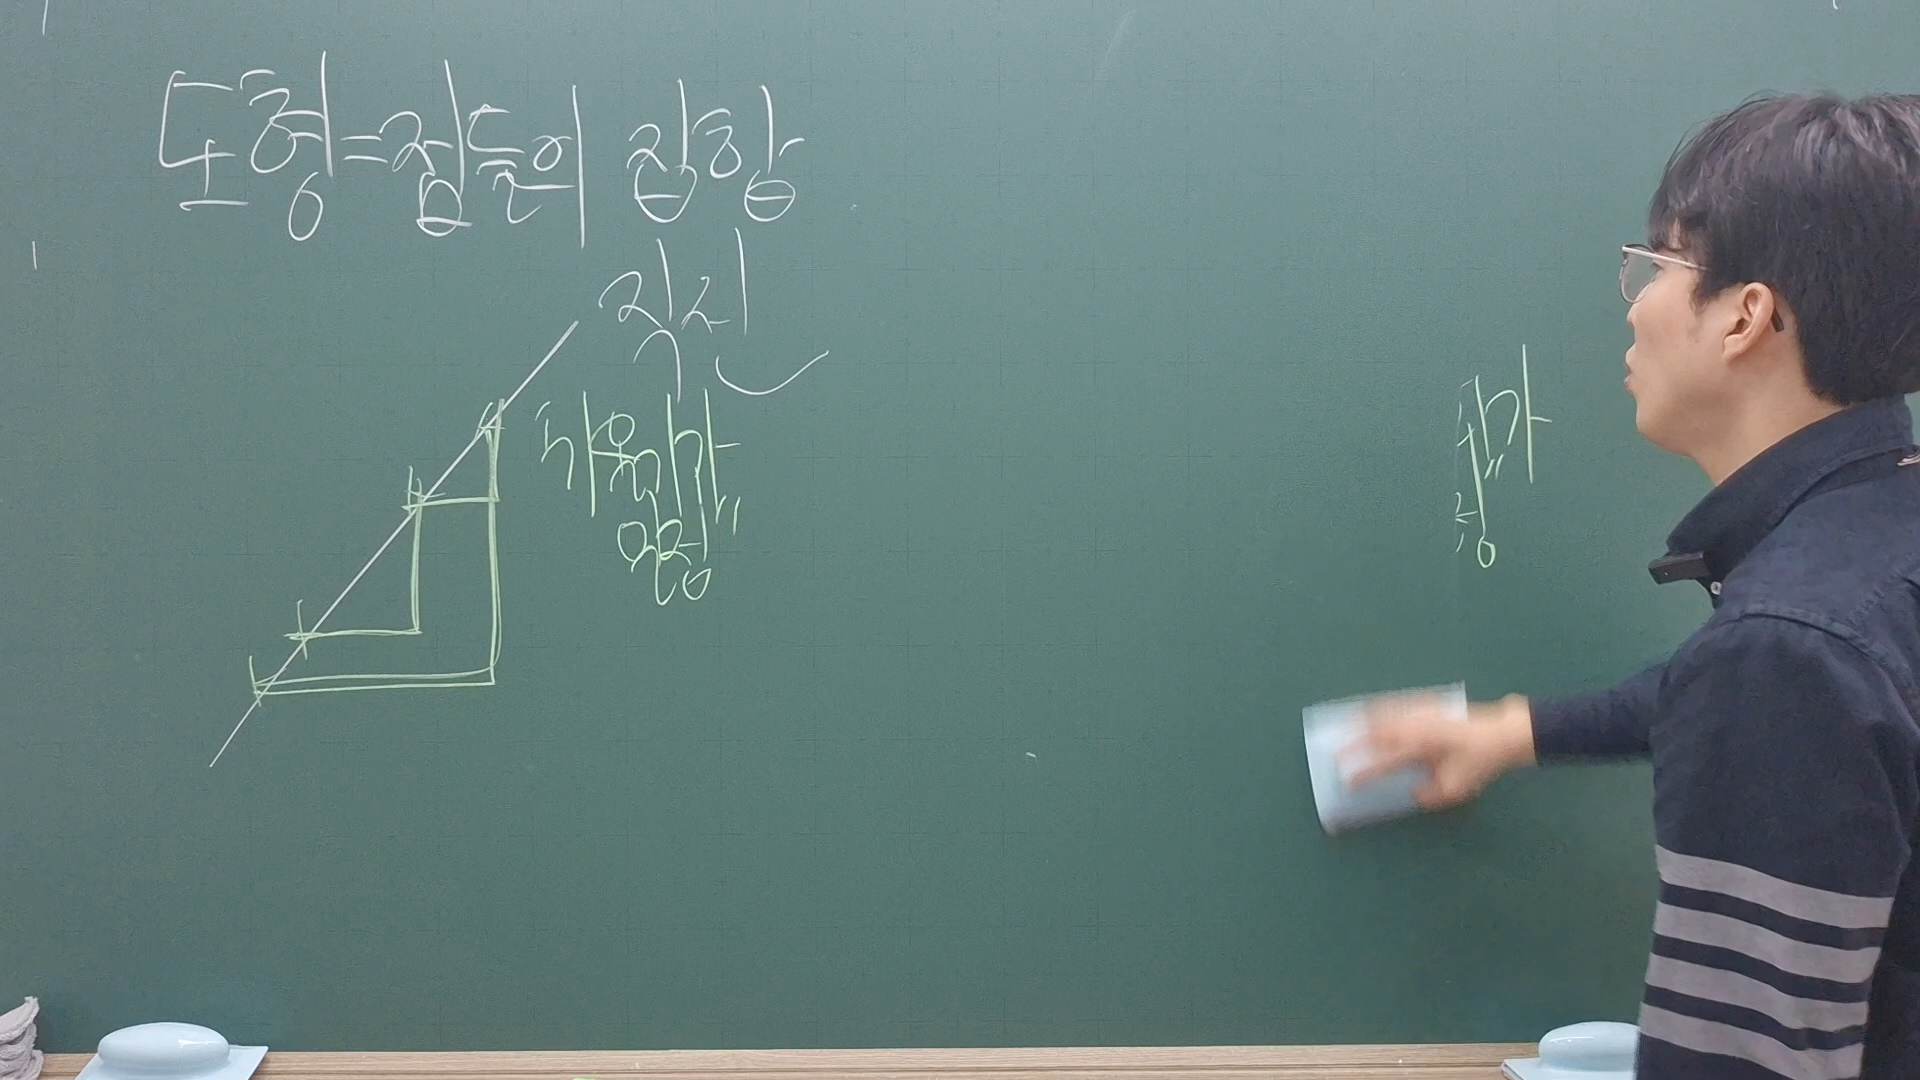 도형=점들의 집합
직선
기울기가
일정